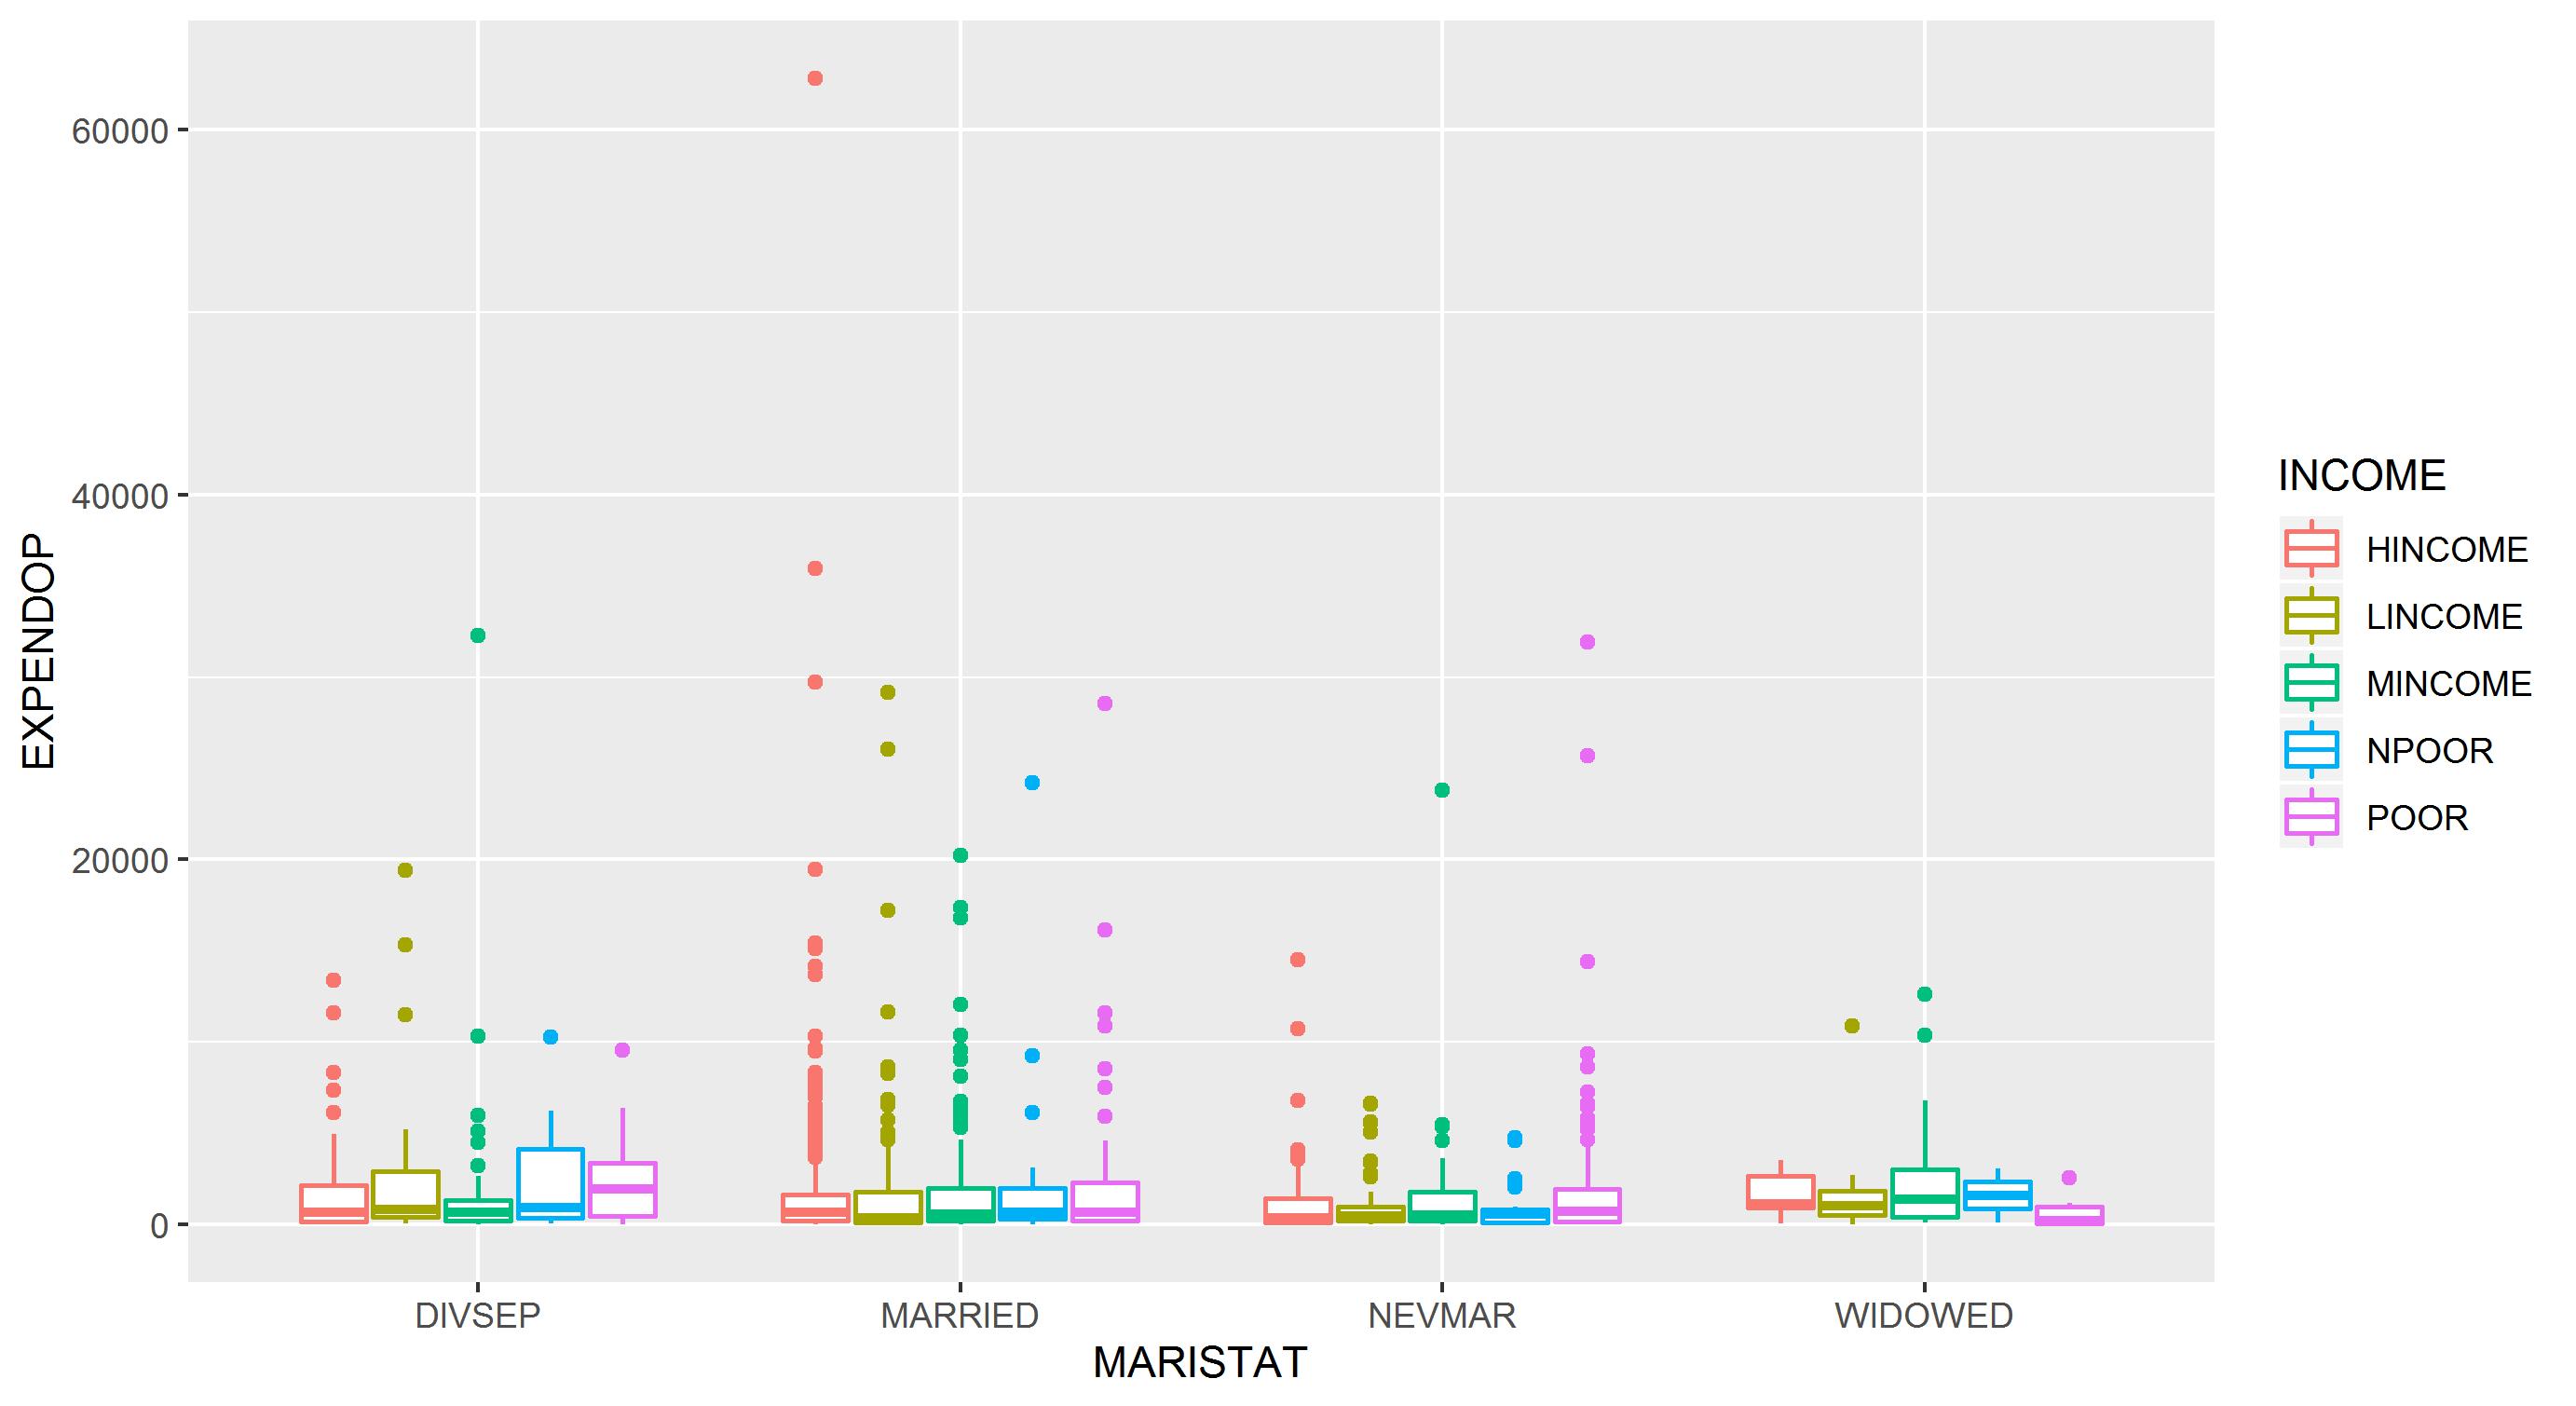 60000
40000
20000
0
EXPENDOP
DIVSEP
MARRIED
NEVMAR
WIDOWED
MARISTAT
INCOME
HINCOME
LINCOME
MINCOME
NPOOR
POOR